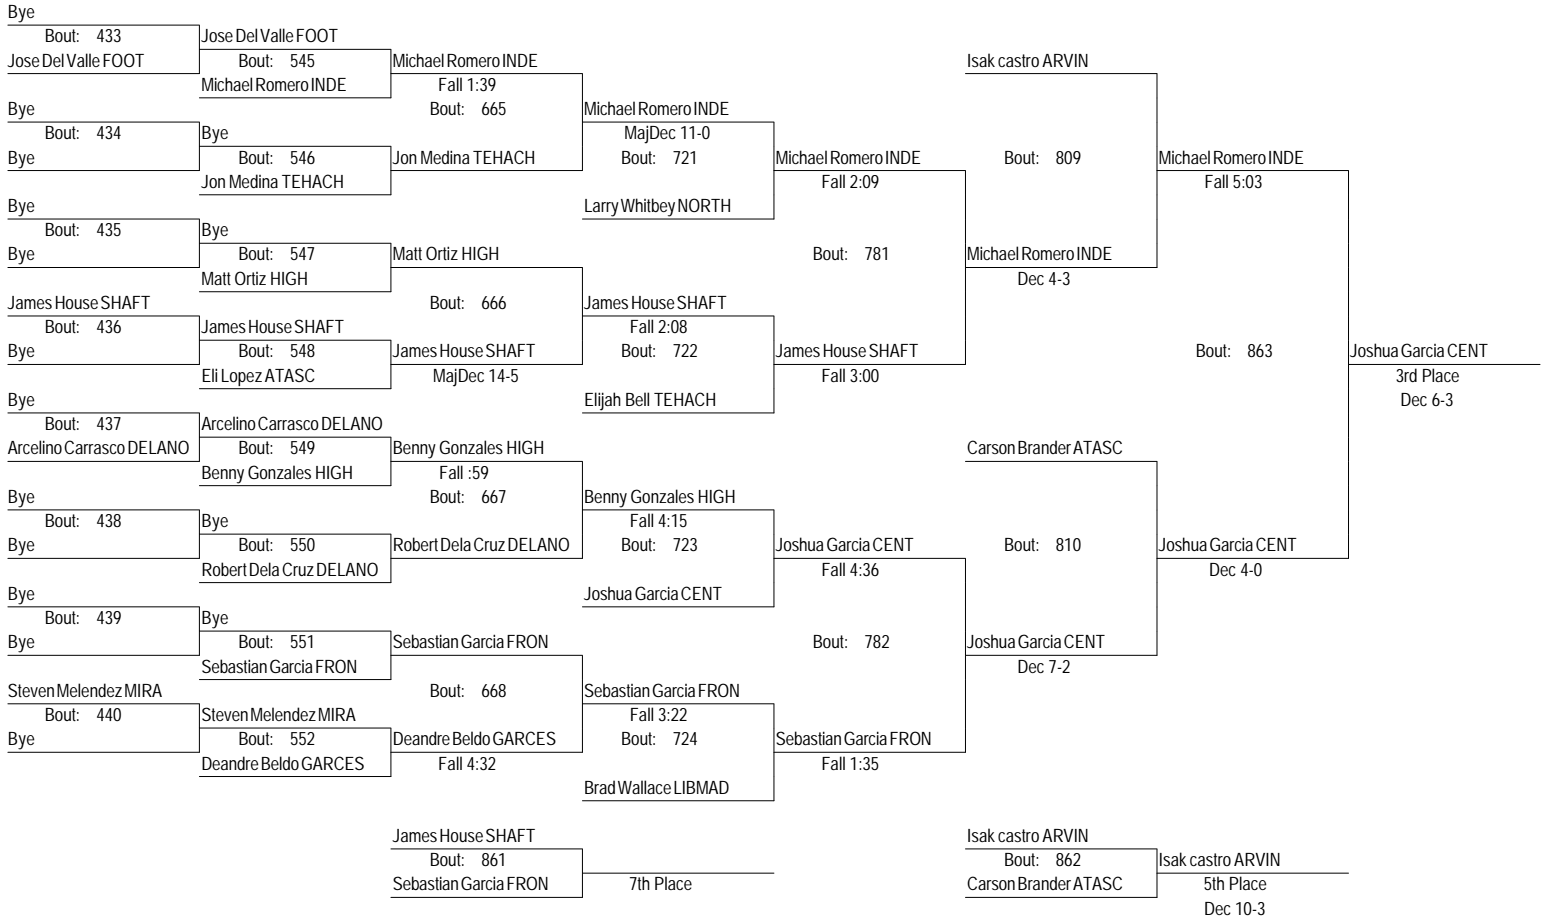 Bye
Bout: 433 Jose Del Valle FOOT
Jose Del Valle FOOT Bout: 545 Michael Romero INDE Isak castro ARVIN
Michael Romero INDE Fall 1:39
Bye Bout: 665 Michael Romero INDE
Bout: 434 Bye MajDec 11-0
Bye Bout: 546 Jon Medina TEHACH Bout: 721 Michael Romero INDE Bout: 809 Michael Romero INDE
Jon Medina TEHACH Fall 2:09 Fall 5:03
Bye Larry Whitbey NORTH
Bout: 435 Bye
Bye Bout: 547 Matt Ortiz HIGH Bout: 781 Michael Romero INDE
Matt Ortiz HIGH Dec 4-3
James House SHAFT Bout: 666 James House SHAFT
Bout: 436 James House SHAFT Fall 2:08
Bye Bout: 548 James House SHAFT Bout: 722 James House SHAFT Bout: 863 Joshua Garcia CENT
Eli Lopez ATASC MajDec 14-5 Fall 3:00 3rd Place
Bye Elijah Bell TEHACH Dec 6-3
Bout: 437 Arcelino Carrasco DELANO
Arcelino Carrasco DELANO Bout: 549 Benny Gonzales HIGH Carson Brander ATASC
Benny Gonzales HIGH Fall :59
Bye Bout: 667 Benny Gonzales HIGH
Bout: 438 Bye Fall 4:15
Bye Bout: 550 Robert Dela Cruz DELANO Bout: 723 Joshua Garcia CENT Bout: 810 Joshua Garcia CENT
Robert Dela Cruz DELANO Fall 4:36 Dec 4-0
Bye Joshua Garcia CENT
Bout: 439 Bye
Bye Bout: 551 Sebastian Garcia FRON Bout: 782 Joshua Garcia CENT
Sebastian Garcia FRON Dec 7-2
Steven Melendez MIRA Bout: 668 Sebastian Garcia FRON
Bout: 440 Steven Melendez MIRA Fall 3:22
Bye Bout: 552 Deandre Beldo GARCES Bout: 724 Sebastian Garcia FRON
Deandre Beldo GARCES Fall 4:32 Fall 1:35
Brad Wallace LIBMAD
James House SHAFT Isak castro ARVIN
Bout: 861 Bout: 862 Isak castro ARVIN
Sebastian Garcia FRON 7th Place Carson Brander ATASC 5th Place
Dec 10-3